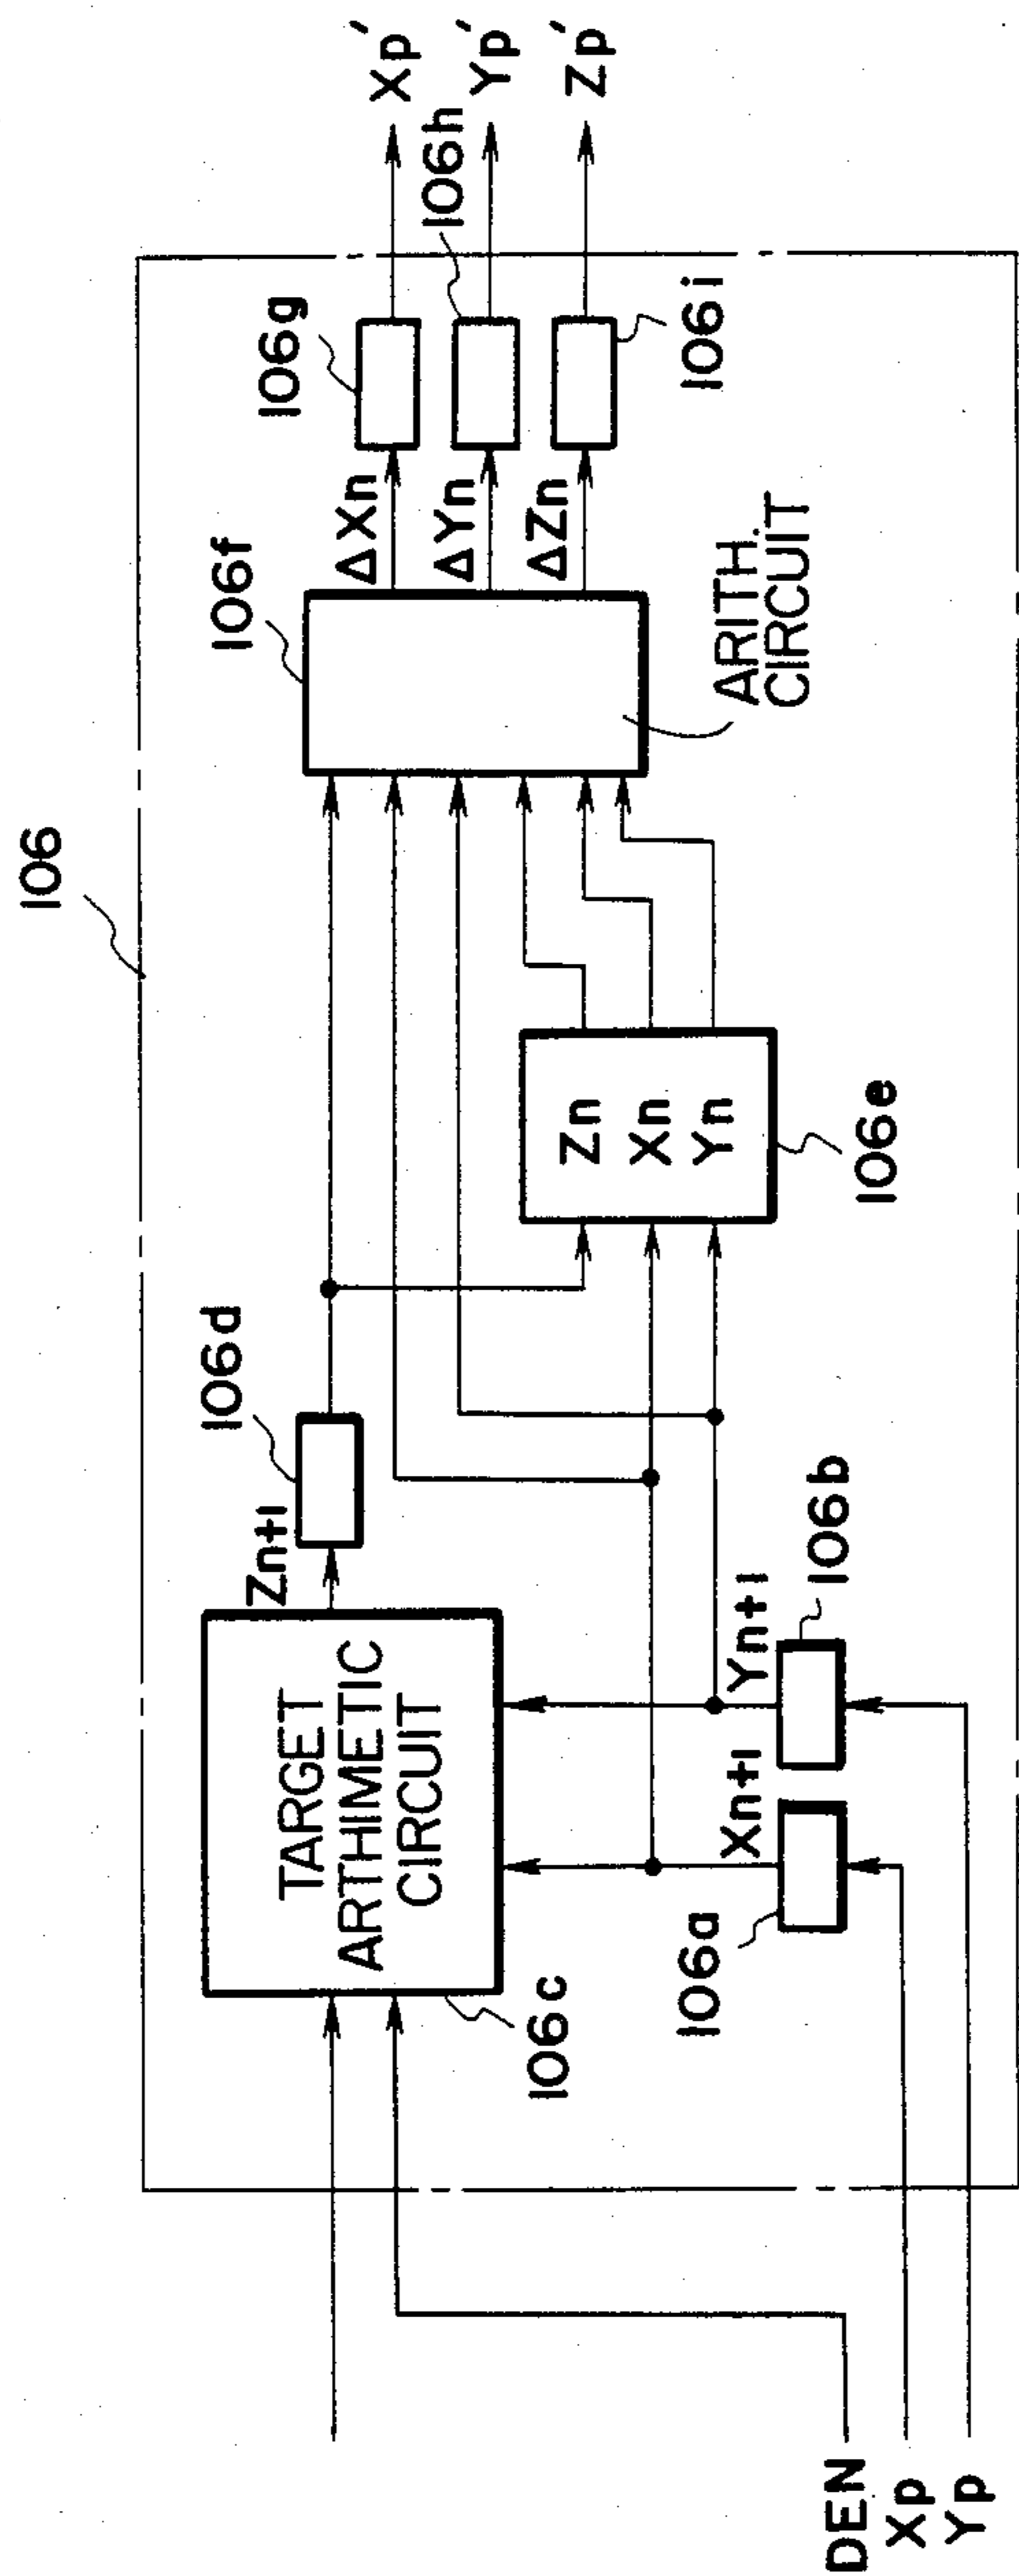 106
106c
TARGET
ARTHIMETIC
CIRCUIT
Zn+1
106d
106f
ΔXn
ΔYn
ΔZn
106g
106h
106i
Xp'
Yp'
Zp'
ARITH.
CIRCUIT
Zn
Xn
Yn
106e
106a
Xn+1
Yn+1
106b
DEN
Xp
Yp